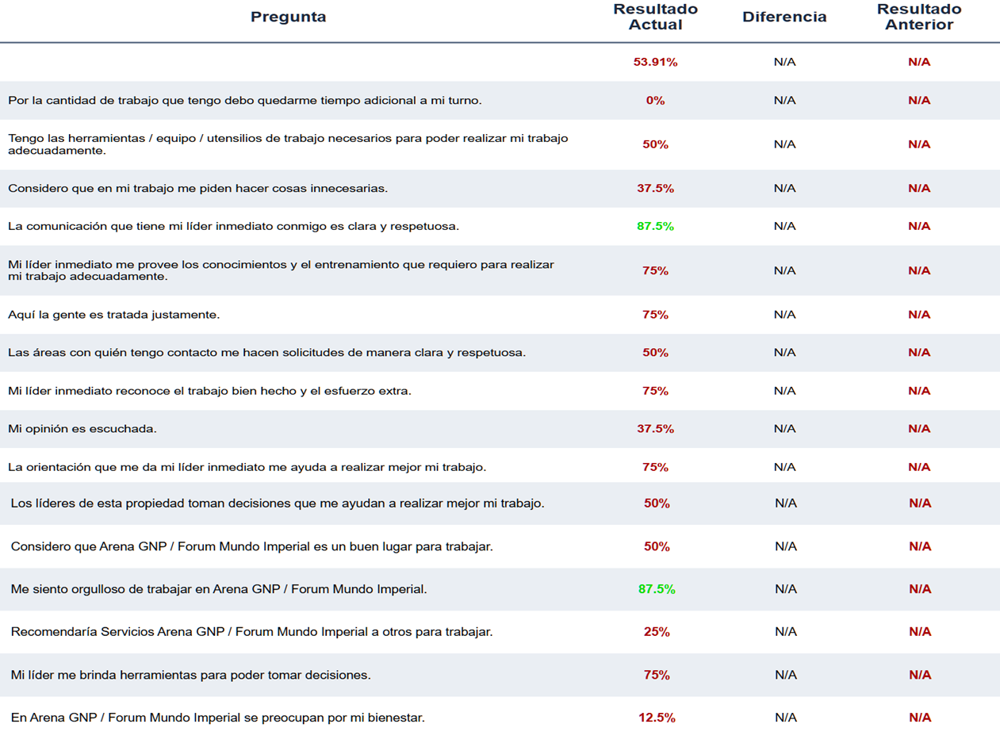 Pregunta Resultado Actual Diferencia Resultado Anterior
53.91% N/A N/A
Por la cantidad de trabajo que tengo debo quedarme tiempo adicional a mi turno. 0% N/A N/A
Tengo las herramientas / equipo / utensilios de trabajo necesarios para poder realizar mi trabajo
adecuadamente. 50% N/A N/A
Considero que en mi trabajo me piden hacer cosas innecesarias. 37.5% N/A N/A
La comunicación que tiene mi líder inmediato conmigo es clara y respetuosa. 87.5% N/A N/A
Mi líder inmediato me provee los conocimientos y el entrenamiento que requiero para realizar
mi trabajo adecuadamente. 75% N/A N/A
Aquí la gente es tratada justamente. 75% N/A N/A
Las áreas con quién tengo contacto me hacen solicitudes de manera clara y respetuosa. 50% N/A N/A
Mi líder inmediato reconoce el trabajo bien hecho y el esfuerzo extra. 75% N/A N/A
Mi opinión es escuchada. 37.5% N/A N/A
La orientación que me da mi líder inmediato me ayuda a realizar mejor mi trabajo. 75% N/A N/A
Los líderes de esta propiedad toman decisiones que me ayudan a realizar mejor mi trabajo. 50% N/A N/A
Considero que Arena GNP / Forum Mundo Imperial es un buen lugar para trabajar. 50% N/A N/A
Me siento orgulloso de trabajar en Arena GNP / Forum Mundo Imperial. 87.5% N/A N/A
Recomendaría Servicios Arena GNP / Forum Mundo Imperial a otros para trabajar. 25% N/A N/A
Mi líder me brinda herramientas para poder tomar decisiones. 75% N/A N/A
En Arena GNP / Forum Mundo Imperial se preocupan por mi bienestar. 12.5% N/A N/A